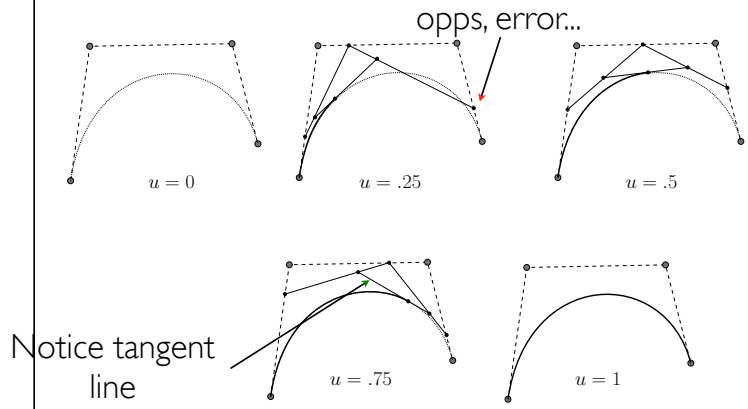 opps, error...
u = 0
u = .25
u = .5
Notice tangent
line
u = .75
u = 1